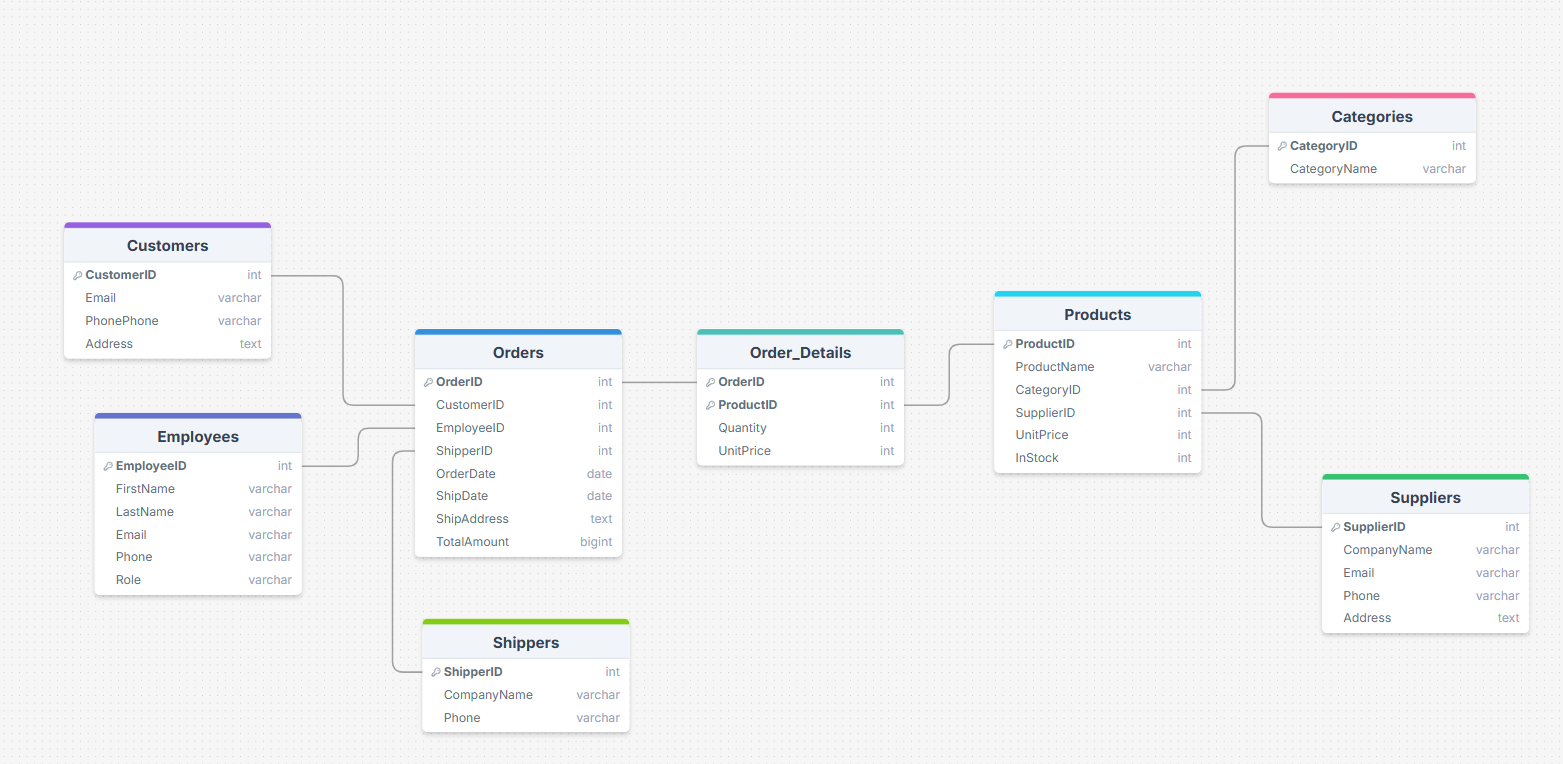 Categories
CategoryID int
CategoryName varchar
Customers
CustomerID int
Email varchar
PhonePhone varchar
Address text
Employees
EmployeeID int
FirstName varchar
LastName varchar
Email varchar
Phone varchar
Role varchar
Orders
OrderID int
CustomerID int
EmployeeID int
ShipperID int
OrderDate date
ShipDate date
ShipAddress text
TotalAmount bigint
Shippers
ShipperID int
CompanyName varchar
Phone varchar
Order_Details
OrderID int
ProductID int
Quantity int
UnitPrice int
Products
ProductID int
ProductName varchar
CategoryID int
SupplierID int
UnitPrice int
InStock int
Suppliers
SupplierID int
CompanyName varchar
Email varchar
Phone varchar
Address text